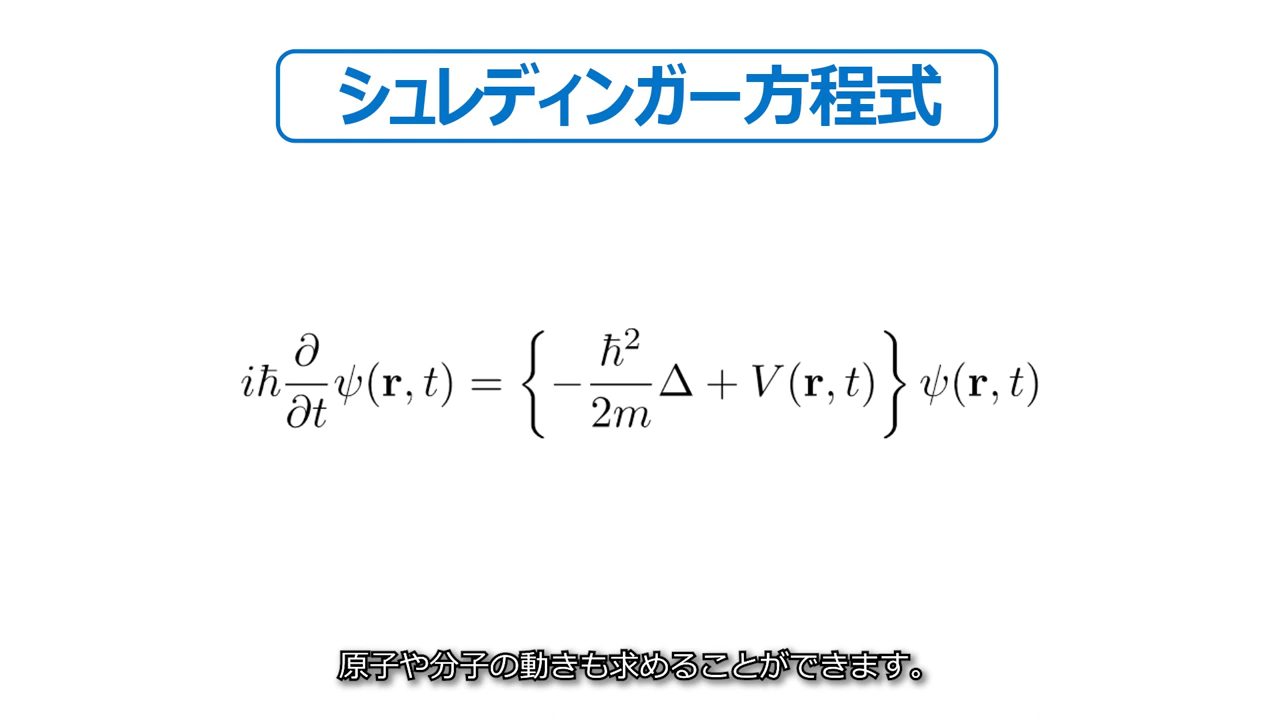 シュレディンガー方程式
iħ ∂/∂t ψ(r, t) = { −ħ²/2m Δ + V(r, t) } ψ(r, t)
原子や分子の動きも求めることができます。